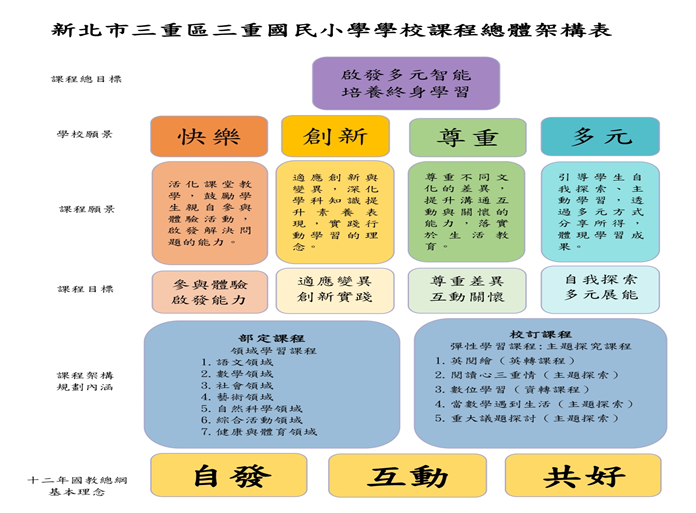 新北市三重區三重國民小學學校課程總體架構表
課程總目標
啟發多元智能
培養終身學習
學校願景
快樂
創新
尊重
多元
課程願景
活化課堂教
學，鼓勵學
生親自參與
體驗活動，
啟發解決問
題的能力。
適應創新與
變異，深化
學科知識提
升素養表
現，實踐行
動學習的理
念。
尊重不同文
化的差異，
提升溝通互
動與關懷的
能力，落實
於生活教
育。
引導學生自
我探索、主
動學習，透
過多元方式
分享所得，
體現學習成
果。
課程目標
參與體驗
啟發能力
適應變異
創新實踐
尊重差異
互動關懷
自我探索
多元展能
課程架構
規劃內涵
部定課程
領域學習課程
1. 語文領域
2. 數學領域
3. 社會領域
4. 藝術領域
5. 自然科學領域
6. 綜合活動領域
7. 健康與體育領域
校訂課程
彈性學習課程:主題探究課程
1. 英閱繪（英轉課程）
2. 閱讀心三重情（主題探索）
3. 數位學習（資轉課程）
4. 當數學遇到生活（主題探索）
5. 重大議題探討（主題探索）
十二年國教總綱
基本理念
自發
互動
共好